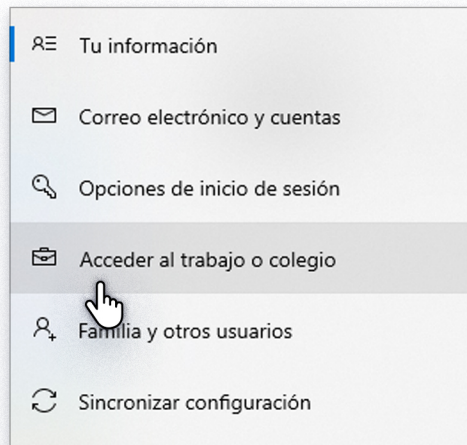 Tu información
Correo electrónico y cuentas
Opciones de inicio de sesión
Acceder al trabajo o colegio
Familia y otros usuarios
Sincronizar configuración